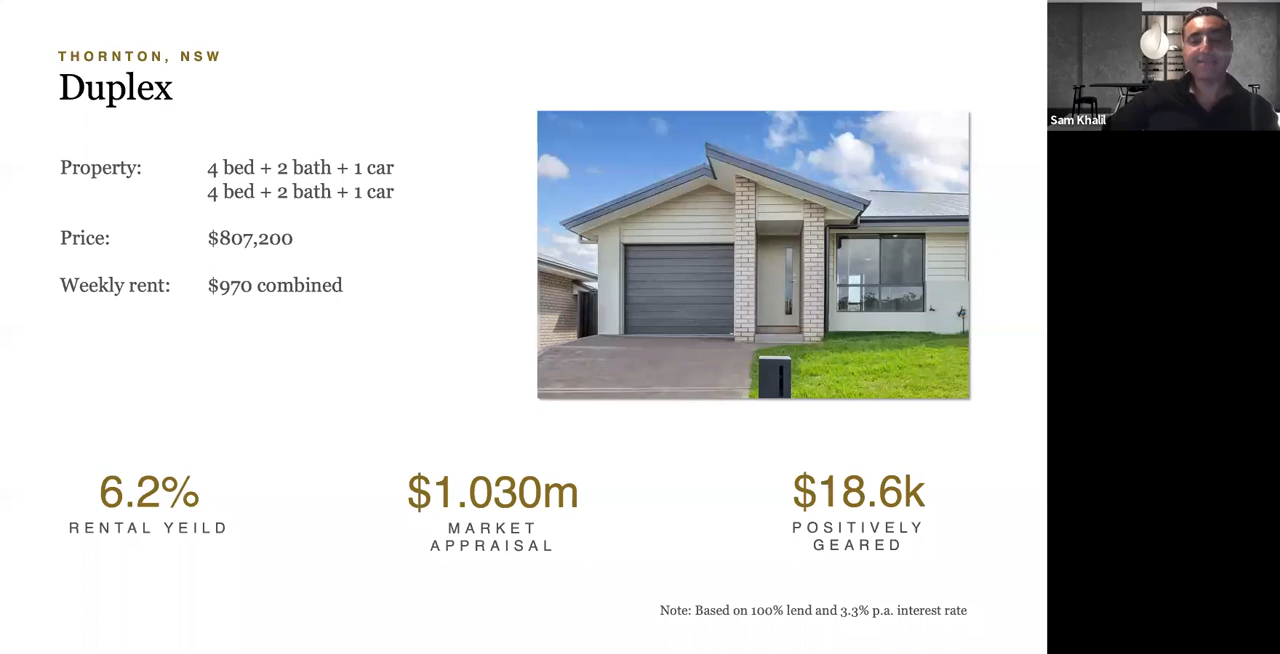 THORNTON, NSW
Duplex
Property: 4 bed + 2 bath + 1 car
4 bed + 2 bath + 1 car
Price: $807,200
Weekly rent: $970 combined
6.2%
RENTAL YEILD
$1.030m
MARKET
APPRAISAL
$18.6k
POSITIVELY
GEARED
Note: Based on 100% lend and 3.3% p.a. interest rate
Sam Khalil